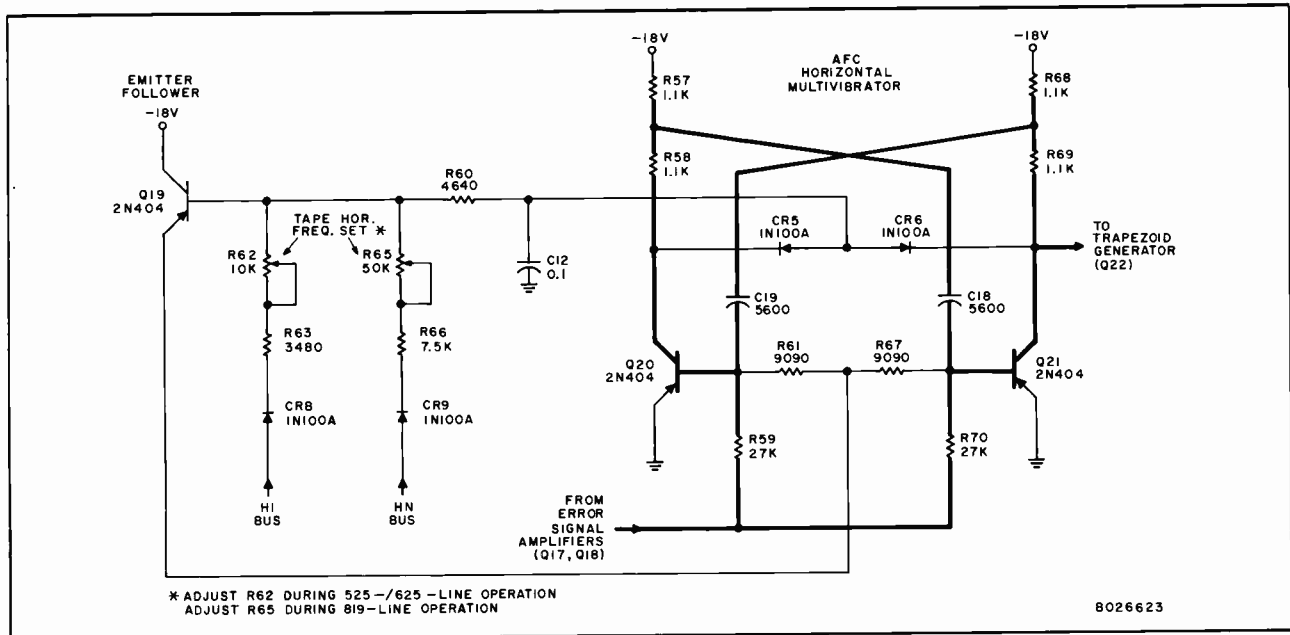 EMITTER
FOLLOWER
-18V
Q19
2N404
TAPE HOR.
FREQ. SET *
R62
10K
R65
50K
R63
3480
R66
7.5K
CR8
1N100A
CR9
1N100A
HI
BUS
HN
BUS
R60
4640
C12
0.1
-18V
R57
1.1K
R58
1.1K
AFC
HORIZONTAL
MULTIVIBRATOR
-18V
R68
1.1K
R69
1.1K
CR5
1N100A
CR6
1N100A
TO
TRAPEZOID
GENERATOR
(Q22)
C19
5600
C18
5600
Q20
2N404
R61
9090
R67
9090
Q21
2N404
R59
27K
R70
27K
FROM
ERROR
SIGNAL
AMPLIFIERS
(Q17, Q18)
* ADJUST R62 DURING 525-/625-LINE OPERATION
ADJUST R65 DURING 819-LINE OPERATION
8026623